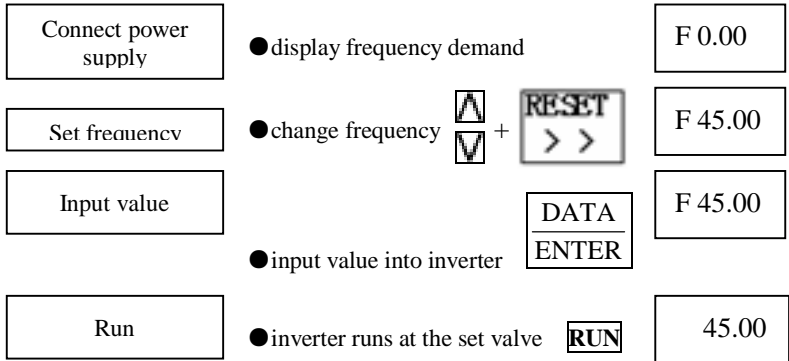 Connect power
supply
●display frequency demand
F 0.00
Set frequency
●change frequency ∧ ∨ + RESET > >
F 45.00
Input value
●input value into inverter
DATA
ENTER
F 45.00
Run
●inverter runs at the set valve RUN
45.00